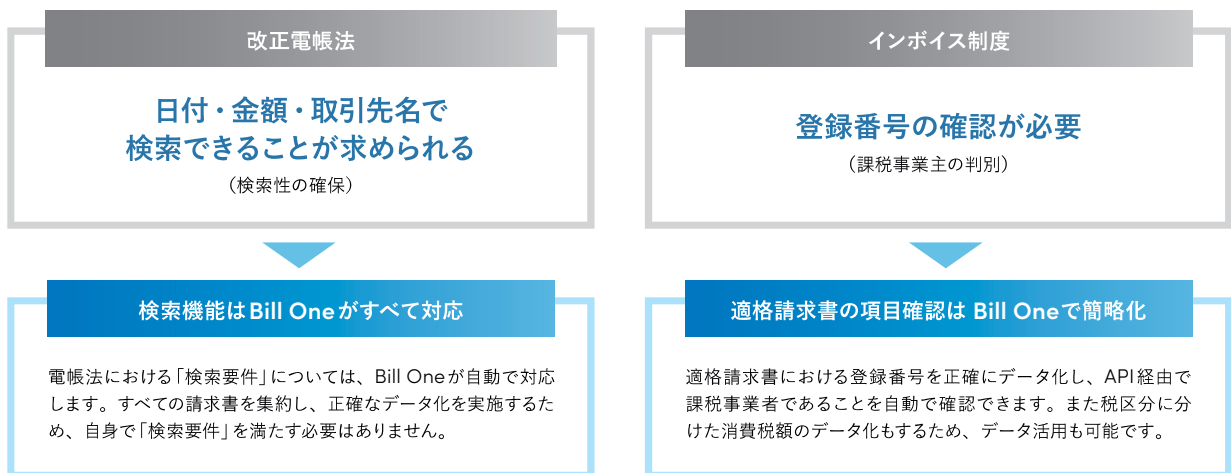 改正電帳法
日付・金額・取引先名で
検索できることが求められる
（検索性の確保）
検索機能はBill Oneがすべて対応
電帳法における「検索要件」については、Bill Oneが自動で対応
します。すべての請求書を集約し、正確なデータ化を実施するた
め、自身で「検索要件」を満たす必要はありません。
インボイス制度
登録番号の確認が必要
（課税事業主の判別）
適格請求書の項目確認は Bill Oneで簡略化
適格請求書における登録番号を正確にデータ化し、API経由で
課税事業者であることを自動で確認できます。また税区分に分
けた消費税額のデータ化もするため、データ活用も可能です。